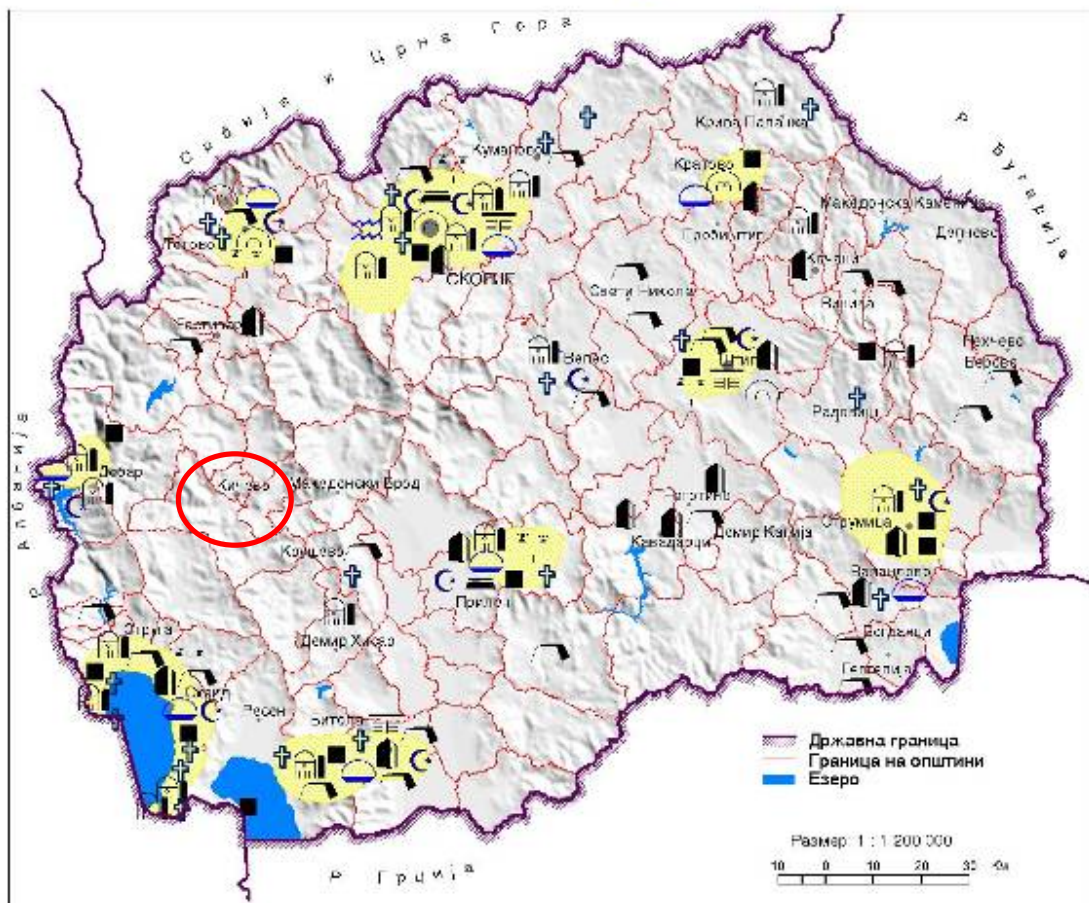 Србија и Црна Гора
Крива Паланка
Куманово
Кратово
Р Бугарија
Македонска Каменица
Тетово
Пробиштип
Делчево
Кочани
СКОПЈЕ
Свети Николе
Виница
Гостивар
Пехчево
Велес
Штип
Берово
Радовиш
Р Албанија
Дебар
Кичево
Македонски Брод
Неготино
Струмица
Демир Капија
Кавадарци
Крушево
Валандово
Прилеп
Струга
Демир Хисар
Богданци
Гевгелија
Охрид
Ресен
Битола
Државна граница
Граница на општини
Езеро
Размер: 1 : 1 200 000
10 0 10 20 30 Км
Р Грција